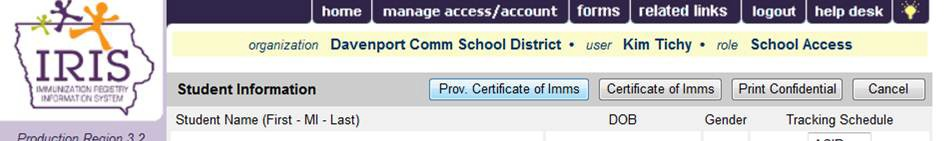 home manage access/account forms related links logout help desk
organization Davenport Comm School District • user Kim Tichy • role School Access
IRIS
IMMUNIZATION REGISTRY
INFORMATION SYSTEM
Production Region 3.2
Student Information Prov. Certificate of Imms Certificate of Imms Print Confidential Cancel
Student Name (First - MI - Last) DOB Gender Tracking Schedule